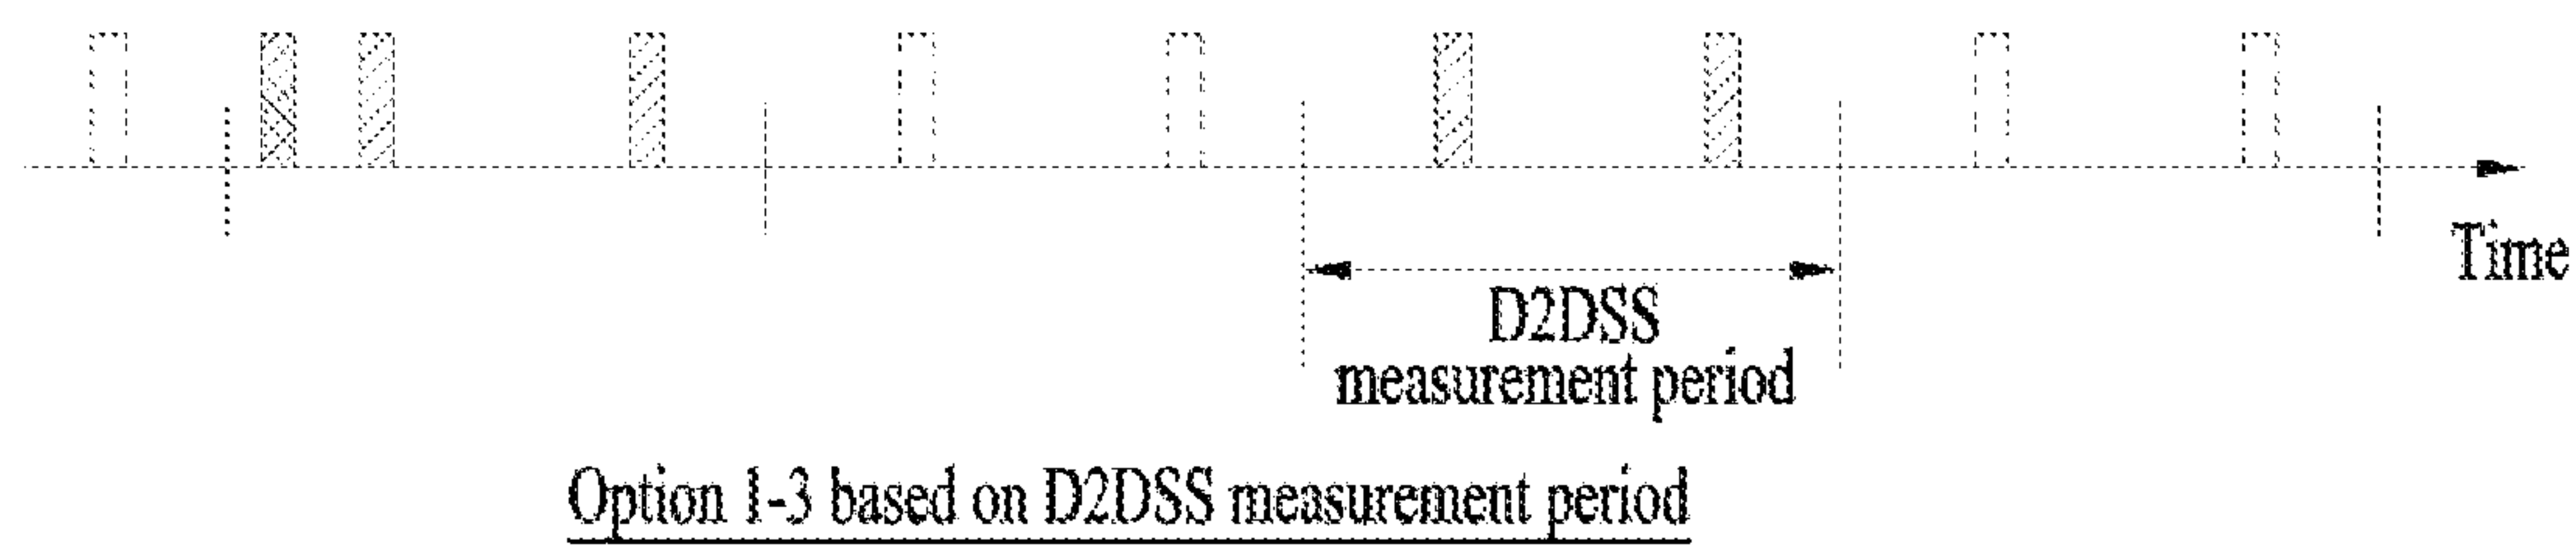 Time
D2DSS
measurement period
Option 1-3 based on D2DSS measurement period